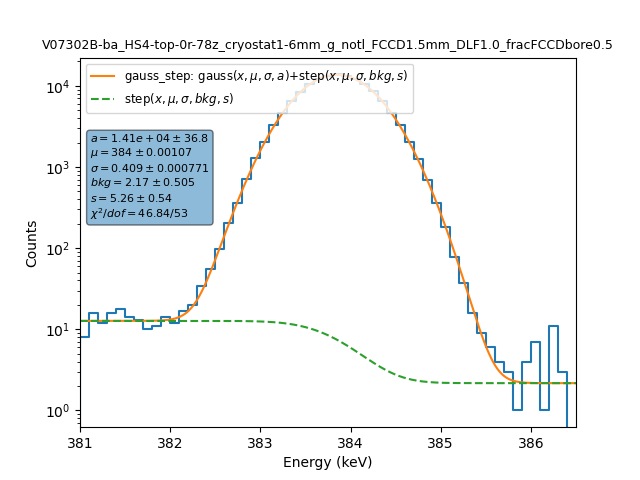 V07302B-ba_HS4-top-0r-78z_cryostat1-6mm_g_notl_FCCD1.5mm_DLF1.0_fracFCCDbore0.5
gauss_step: gauss(x, μ, σ, a)+step(x, μ, σ, bkg, s)
step(x, μ, σ, bkg, s)
a = 1.41e + 04 ± 36.8
μ = 384 ± 0.00107
σ = 0.409 ± 0.000771
bkg = 2.17 ± 0.505
s = 5.26 ± 0.54
χ²/dof = 46.84/53
10⁴
10³
10²
10¹
10⁰
Counts
381 382 383 384 385 386
Energy (keV)